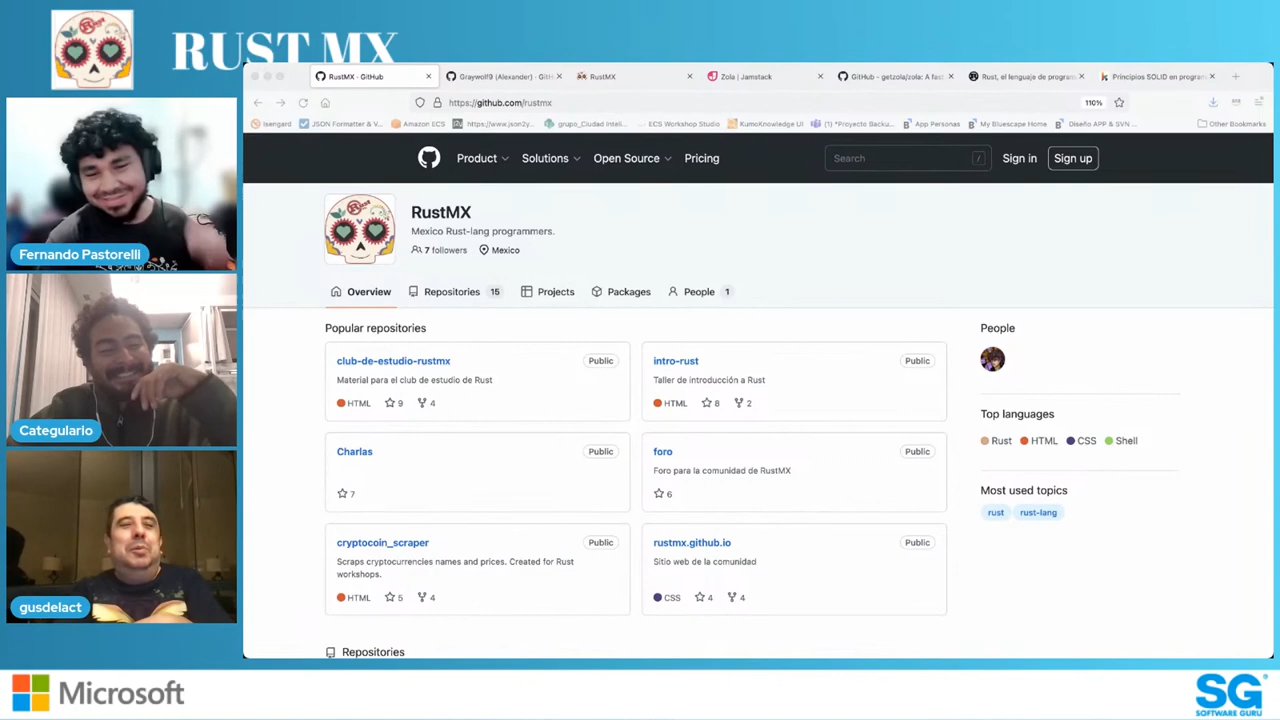 RUST MX
RustMX · GitHub
Graywolf9 (Alexander) · GitH
RustMX
Zola | Jamstack
GitHub - getzola/zola: A fast
Rust, el lenguaje de program
Principios SOLID en program
https://github.com/rustmx
110%
Isengard
JSON Formatter & V...
Amazon ECS
https://www.json2y...
grupo_Ciudad Inteli...
ECS Workshop Studio
KumoKnowledge UI
(1) *Proyecto Backu...
App Personas
My Bluescape Home
Diseño APP & SVN ...
Other Bookmarks
Product
Solutions
Open Source
Pricing
Search
/
Sign in
Sign up
RustMX
Mexico Rust-lang programmers.
7 followers
Mexico
Overview
Repositories 15
Projects
Packages
People 1
Popular repositories
club-de-estudio-rustmx
Public
Material para el club de estudio de Rust
HTML 9 4
intro-rust
Public
Taller de introducción a Rust
HTML 8 2
Charlas
Public
7
foro
Public
Foro para la comunidad de RustMX
6
cryptocoin_scraper
Public
Scraps cryptocurrencies names and prices. Created for Rust
workshops.
HTML 5 4
rustmx.github.io
Public
Sitio web de la comunidad
CSS 4 4
Repositories
People
Top languages
Rust HTML CSS Shell
Most used topics
rust rust-lang
Fernando Pastorelli
Categulario
gusdelact
Microsoft
SG
SOFTWARE GURU